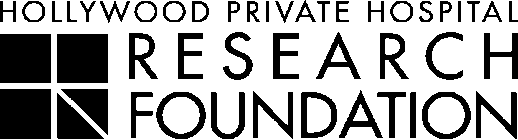 HOLLYWOOD PRIVATE HOSPITAL
RESEARCH
FOUNDATION